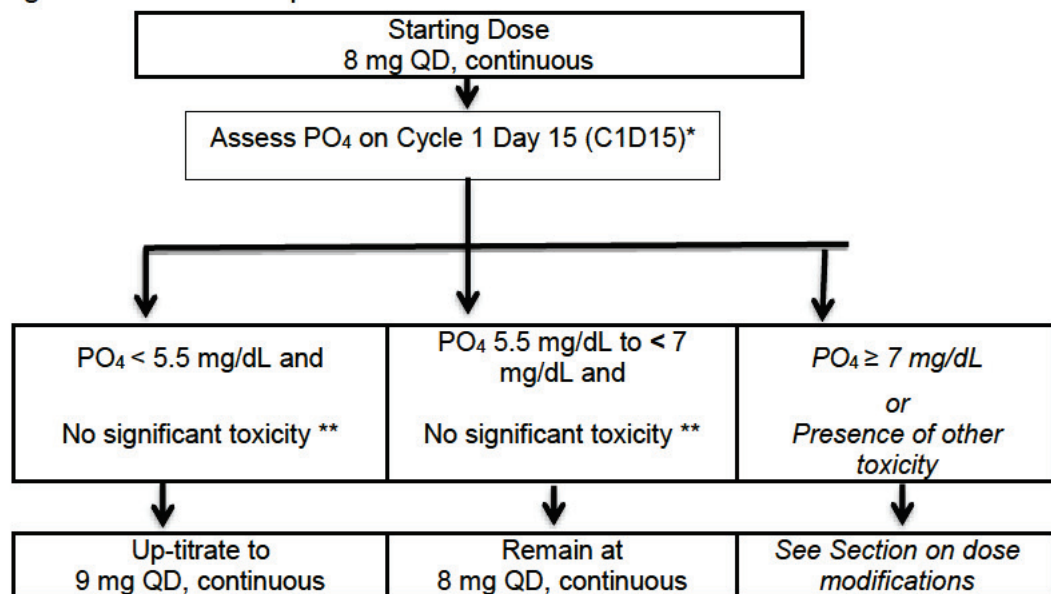 Starting Dose
8 mg QD, continuous
Assess PO₄ on Cycle 1 Day 15 (C1D15)*
PO₄ < 5.5 mg/dL and
No significant toxicity **
PO₄ 5.5 mg/dL to < 7
mg/dL and
No significant toxicity **
PO₄ ≥ 7 mg/dL
or
Presence of other
toxicity
Up-titrate to
9 mg QD, continuous
Remain at
8 mg QD, continuous
See Section on dose
modifications